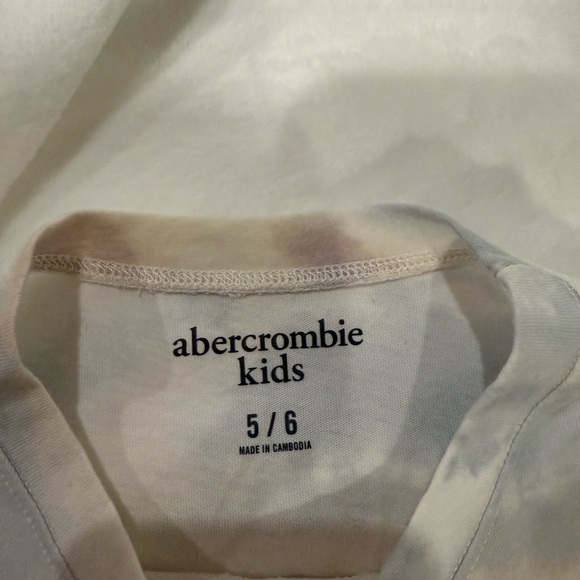 abercrombie
kids
5 / 6
MADE IN CAMBODIA